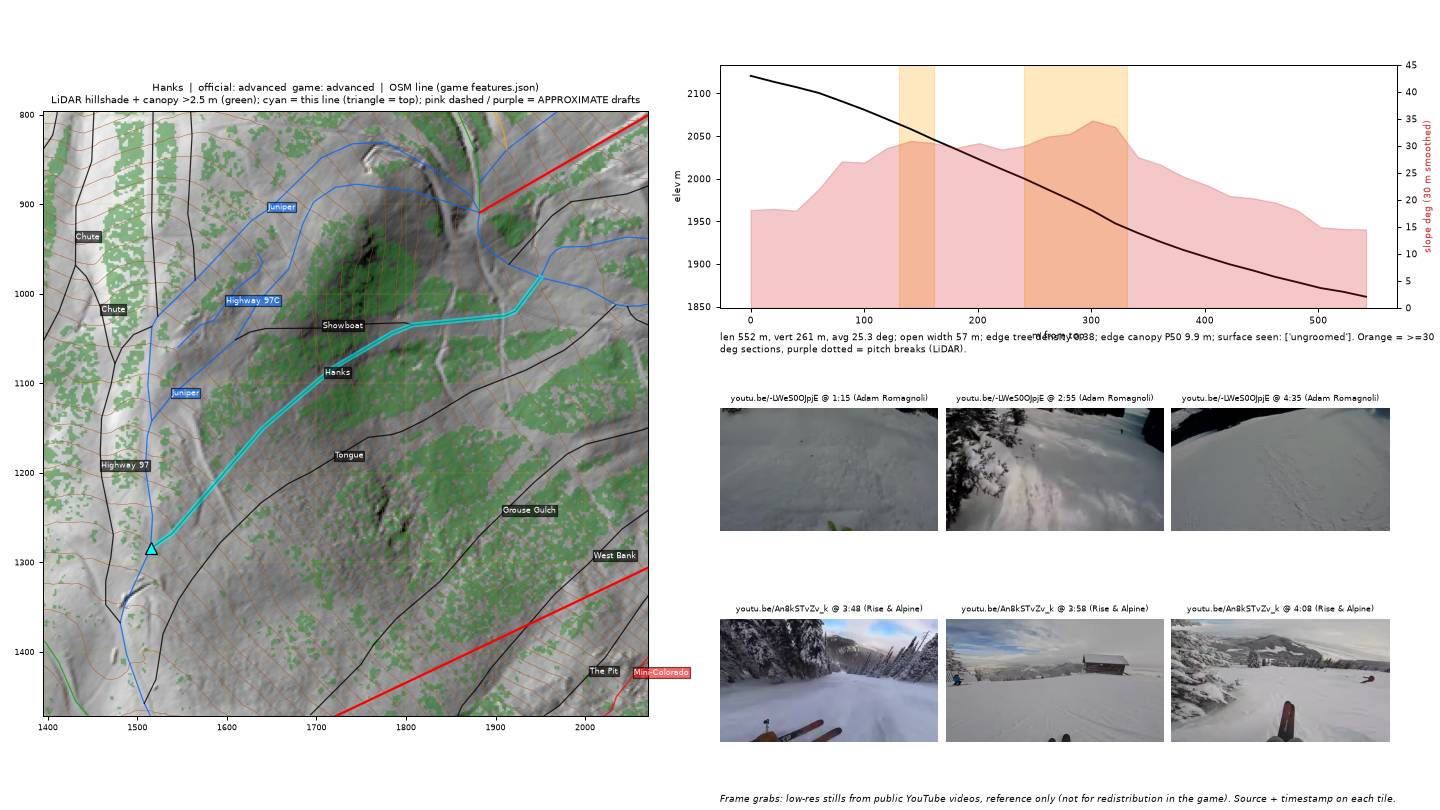 Hanks | official: advanced game: advanced | OSM line (game features.json)
LiDAR hillshade + canopy >2.5 m (green); cyan = this line (triangle = top); pink dashed / purple = APPROXIMATE drafts
800
900
1000
1100
1200
1300
1400
1400
1500
1600
1700
1800
1900
2000
Juniper
Chute
Highway 97C
Chute
Showboat
Hanks
Juniper
Tongue
Highway 97
Grouse Gulch
West Bank
The Pit
Mini-Colorado
elev m
2100
2050
2000
1950
1900
1850
0
100
200
300
400
500
m from top
45
40
35
30
25
20
15
10
5
0
slope deg (30 m smoothed)
len 552 m, vert 261 m, avg 25.3 deg; open width 57 m; edge tree density 0.38; edge canopy P50 9.9 m; surface seen: ['ungroomed']. Orange = >=30
deg sections, purple dotted = pitch breaks (LiDAR).
youtu.be/-LWeS0OJpjE @ 1:15 (Adam Romagnoli)
youtu.be/-LWeS0OJpjE @ 2:55 (Adam Romagnoli)
youtu.be/-LWeS0OJpjE @ 4:35 (Adam Romagnoli)
youtu.be/An8kSTvZv_k @ 3:48 (Rise & Alpine)
youtu.be/An8kSTvZv_k @ 3:58 (Rise & Alpine)
youtu.be/An8kSTvZv_k @ 4:08 (Rise & Alpine)
Frame grabs: low-res stills from public YouTube videos, reference only (not for redistribution in the game). Source + timestamp on each tile.